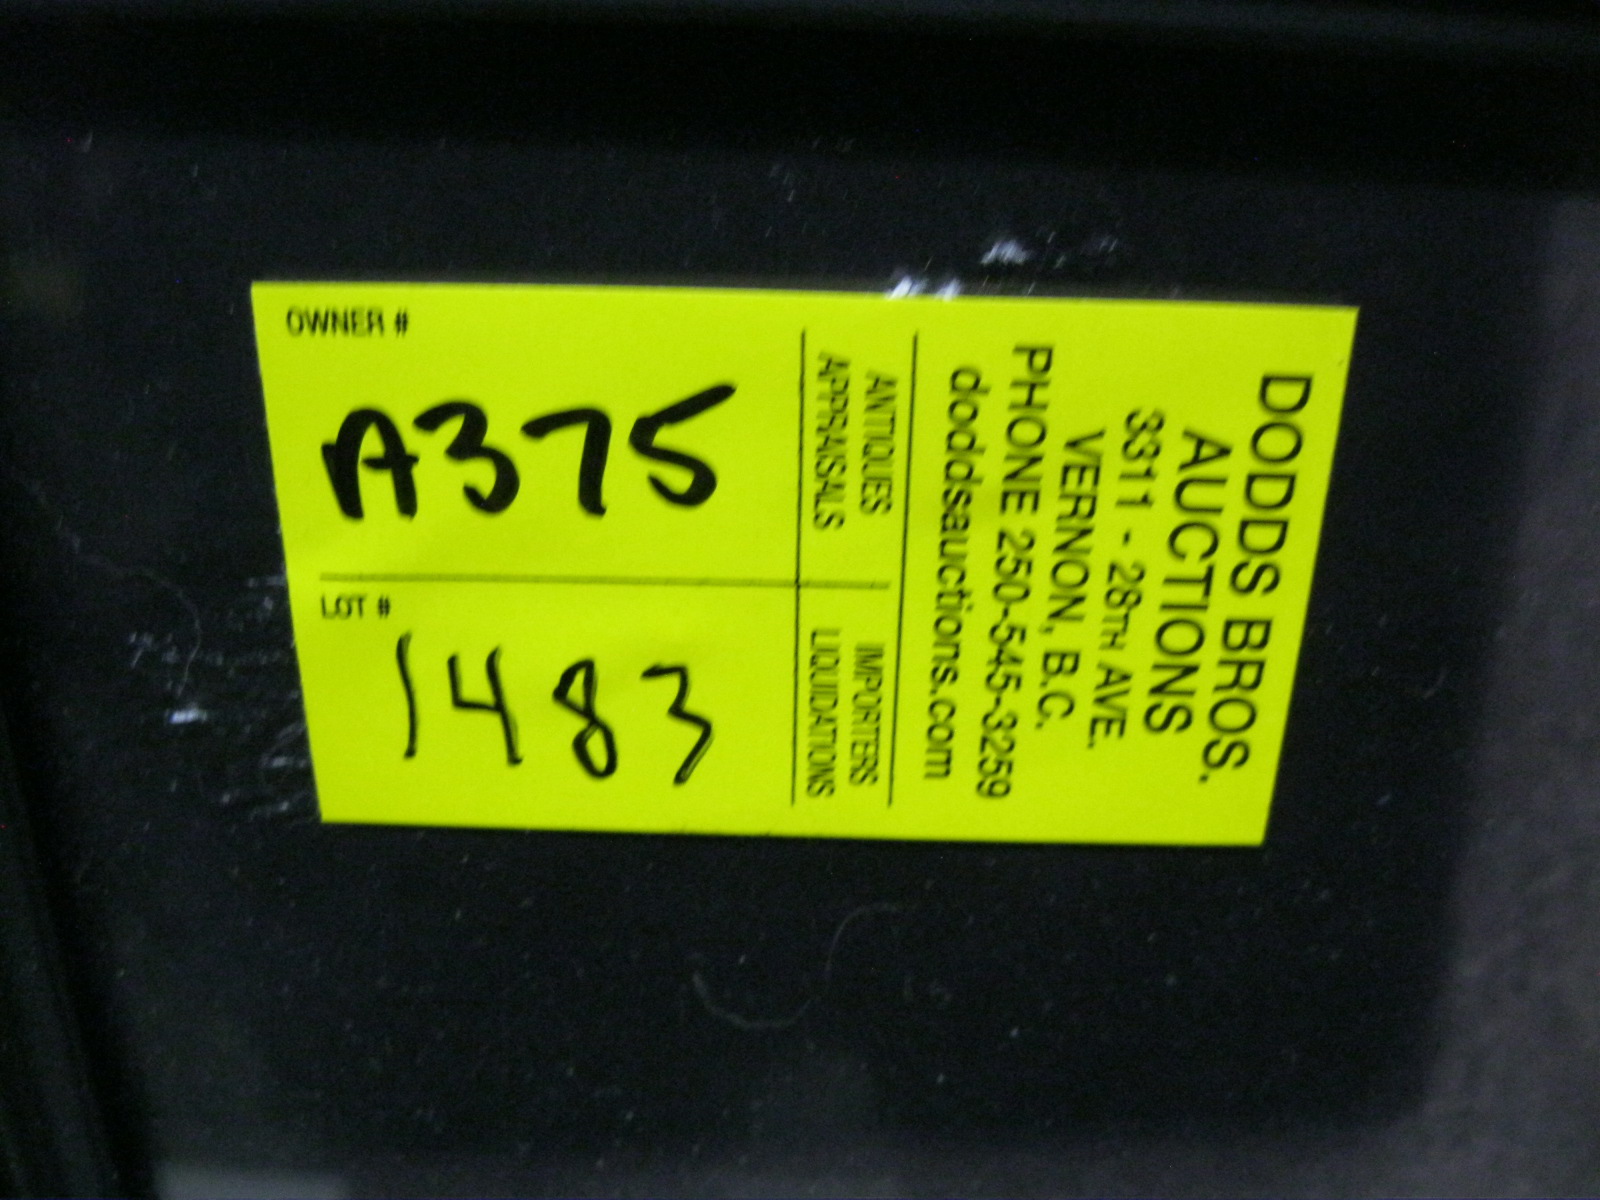 DODDS BROS.
AUCTIONS
3311 - 28TH AVE.
VERNON, B.C.
PHONE 250-545-3259
doddsauctions.com
ANTIQUES IMPORTERS
APPRAISALS LIQUIDATIONS
OWNER #
A375
LOT #
1483